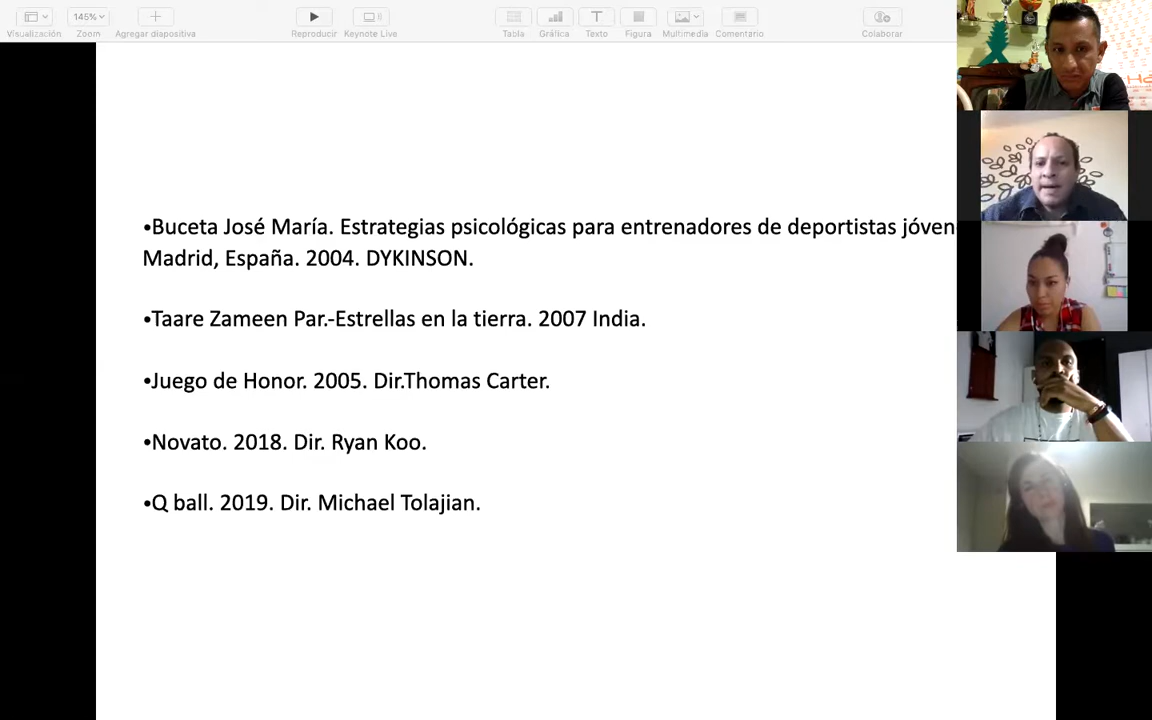 145%
Visualización Zoom Agregar diapositiva Reproducir Keynote Live Tabla Gráfica Texto Figura Multimedia Comentario Colaborar
•Buceta José María. Estrategias psicológicas para entrenadores de deportistas
Madrid, España. 2004. DYKINSON.
•Taare Zameen Par.-Estrellas en la tierra. 2007 India.
•Juego de Honor. 2005. Dir.Thomas Carter.
•Novato. 2018. Dir. Ryan Koo.
•Q ball. 2019. Dir. Michael Tolajian.